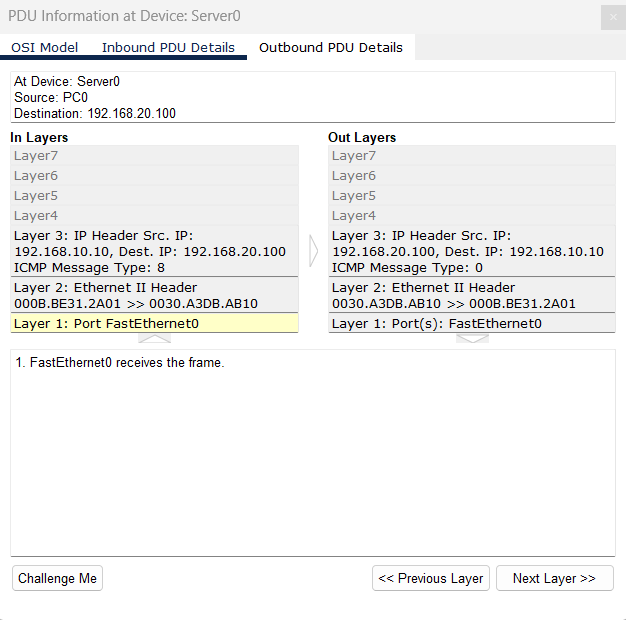 PDU Information at Device: Server0
×
OSI Model Inbound PDU Details Outbound PDU Details
At Device: Server0
Source: PC0
Destination: 192.168.20.100
In Layers
Layer7
Layer6
Layer5
Layer4
Layer 3: IP Header Src. IP:
192.168.10.10, Dest. IP: 192.168.20.100
ICMP Message Type: 8
Layer 2: Ethernet II Header
000B.BE31.2A01 >> 0030.A3DB.AB10
Layer 1: Port FastEthernet0
Out Layers
Layer7
Layer6
Layer5
Layer4
Layer 3: IP Header Src. IP:
192.168.20.100, Dest. IP: 192.168.10.10
ICMP Message Type: 0
Layer 2: Ethernet II Header
0030.A3DB.AB10 >> 000B.BE31.2A01
Layer 1: Port(s): FastEthernet0
1. FastEthernet0 receives the frame.
Challenge Me
<< Previous Layer
Next Layer >>